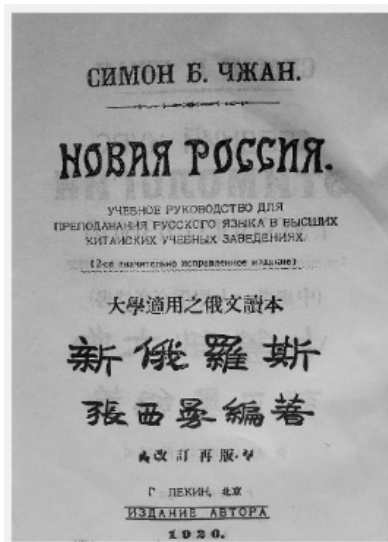 СИМОН Б. ЧЖАН.
НОВАЯ РОССИЯ.
УЧЕБНОЕ РУКОВОДСТВО ДЛЯ
ПРЕПОДАВАНИЯ РУССКОГО ЯЗЫКА В ВЫСШИХ
КИТАЙСКИХ УЧЕБНЫХ ЗАВЕДЕНИЯХ.
(2-ое значительно исправленное издание)
大學適用之俄文讀本
新俄羅斯
張西曼編著
改訂再版
Г ПЕКИН, 北京
ИЗДАНИЕ АВТОРА
1926.